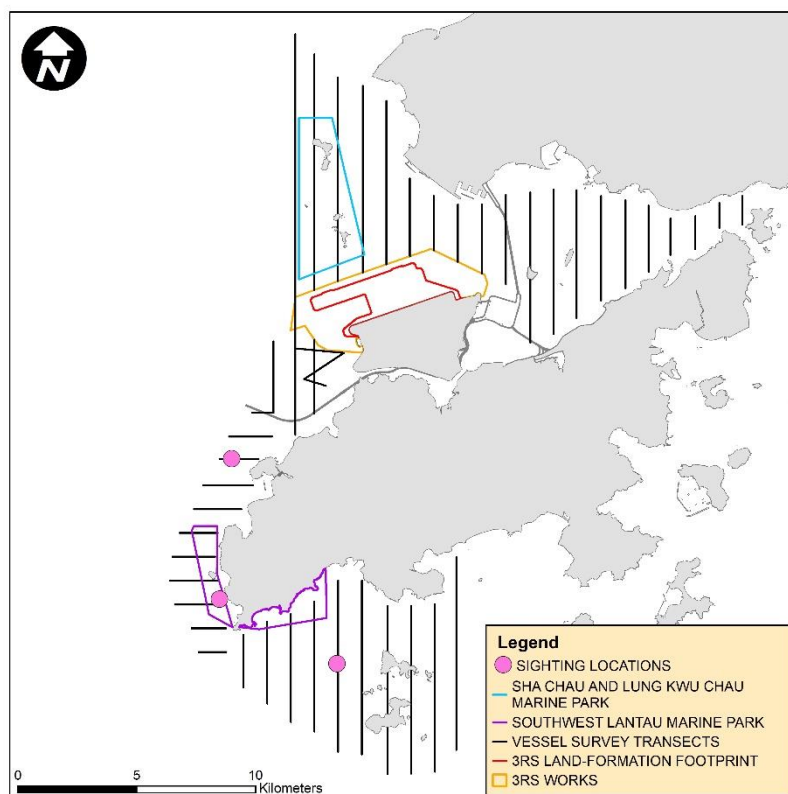 N
Legend
SIGHTING LOCATIONS
SHA CHAU AND LUNG KWU CHAU
MARINE PARK
SOUTHWEST LANTAU MARINE PARK
VESSEL SURVEY TRANSECTS
3RS LAND-FORMATION FOOTPRINT
3RS WORKS
0 5 10
Kilometers